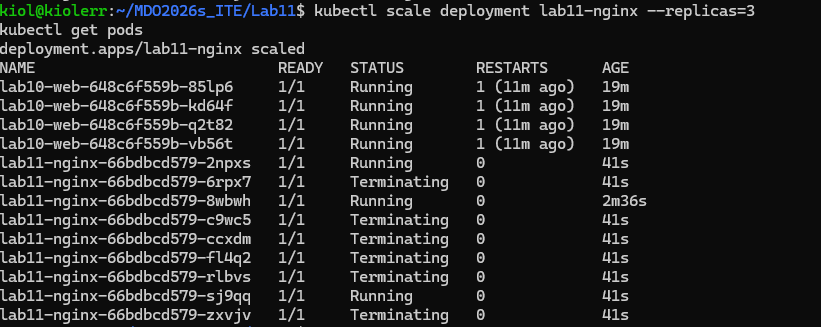 kiol@kiolerr:~/MDO2026s_ITE/Lab11$ kubectl scale deployment lab11-nginx --replicas=3
kubectl get pods
deployment.apps/lab11-nginx scaled
NAME READY STATUS RESTARTS AGE
lab10-web-648c6f559b-85lp6 1/1 Running 1 (11m ago) 19m
lab10-web-648c6f559b-kd64f 1/1 Running 1 (11m ago) 19m
lab10-web-648c6f559b-q2t82 1/1 Running 1 (11m ago) 19m
lab10-web-648c6f559b-vb56t 1/1 Running 1 (11m ago) 19m
lab11-nginx-66bdbcd579-2npxs 1/1 Running 0 41s
lab11-nginx-66bdbcd579-6rpx7 1/1 Terminating 0 41s
lab11-nginx-66bdbcd579-8wbwh 1/1 Running 0 2m36s
lab11-nginx-66bdbcd579-c9wc5 1/1 Terminating 0 41s
lab11-nginx-66bdbcd579-ccxdm 1/1 Terminating 0 41s
lab11-nginx-66bdbcd579-fl4q2 1/1 Terminating 0 41s
lab11-nginx-66bdbcd579-rlbvs 1/1 Terminating 0 41s
lab11-nginx-66bdbcd579-sj9qq 1/1 Running 0 41s
lab11-nginx-66bdbcd579-zxvjv 1/1 Terminating 0 41s